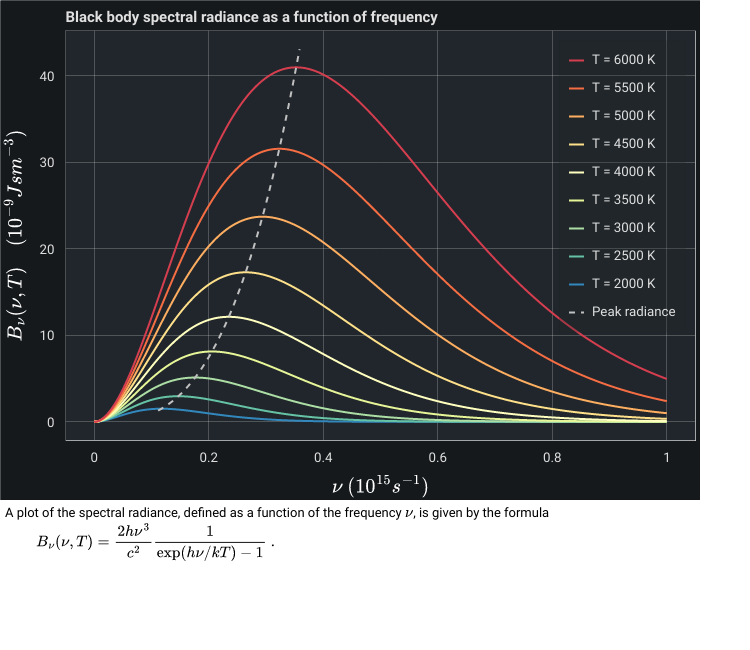 Black body spectral radiance as a function of frequency
B_ν(ν, T) (10^{−9} J s m^{−3})
40
30
20
10
0
T = 6000 K
T = 5500 K
T = 5000 K
T = 4500 K
T = 4000 K
T = 3500 K
T = 3000 K
T = 2500 K
T = 2000 K
Peak radiance
0 0.2 0.4 0.6 0.8 1
ν (10^{15} s^{−1})
A plot of the spectral radiance, defined as a function of the frequency ν, is given by the formula
B_ν(ν, T) = \frac{2hν^3}{c^2} \frac{1}{exp(hν/kT) − 1} .